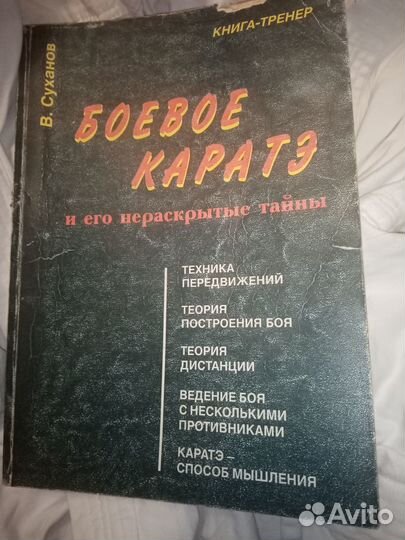 КНИГА-ТРЕНЕР
В. Суханов
БОЕВОЕ
КАРАТЭ
и его нераскрытые тайны
ТЕХНИКА
ПЕРЕДВИЖЕНИЙ
ТЕОРИЯ
ПОСТРОЕНИЯ БОЯ
ТЕОРИЯ
ДИСТАНЦИИ
ВЕДЕНИЕ БОЯ
С НЕСКОЛЬКИМИ
ПРОТИВНИКАМИ
КАРАТЭ –
СПОСОБ МЫШЛЕНИЯ
Avito